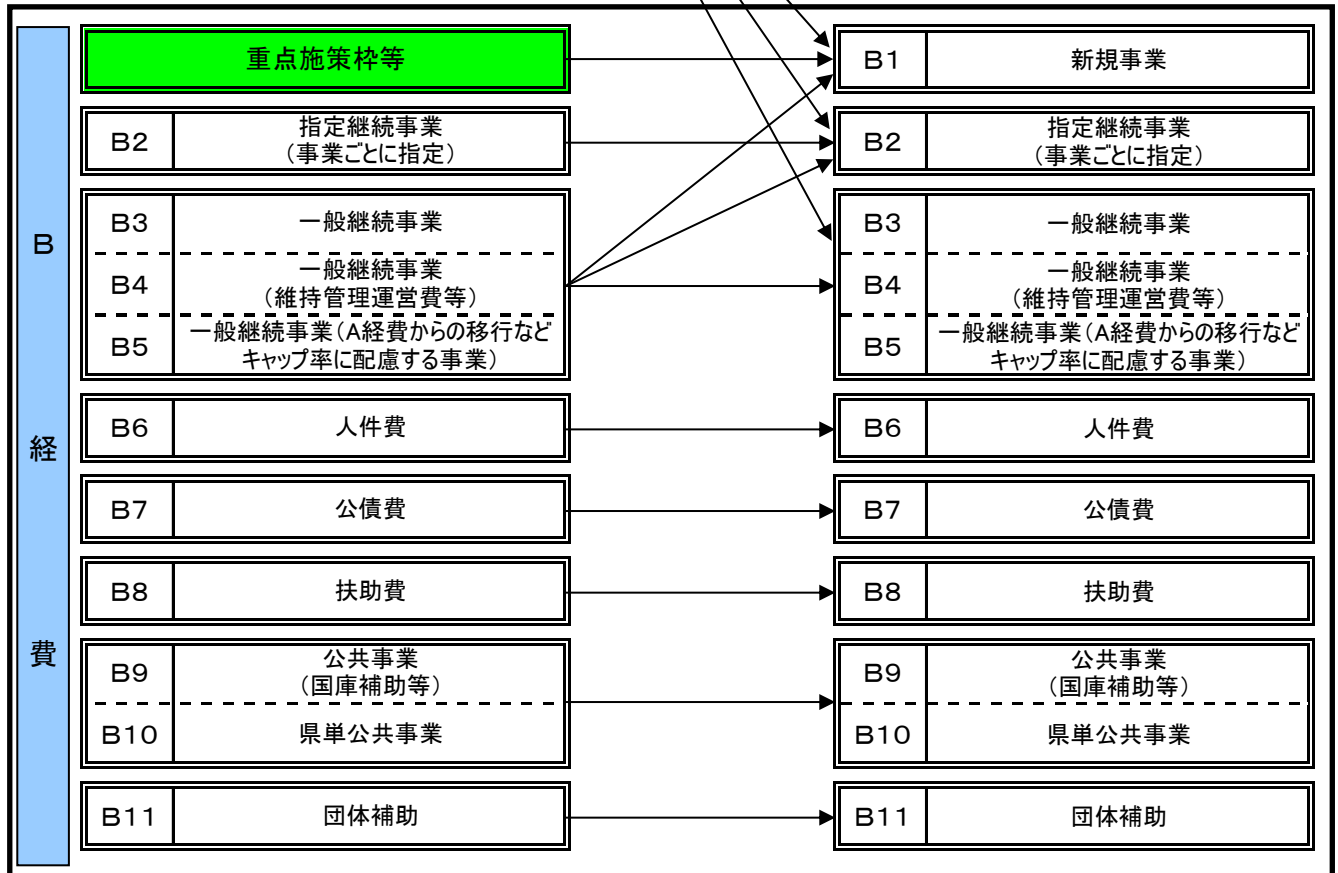 B
経
費
重点施策枠等
B2
指定継続事業
(事業ごとに指定)
B3
一般継続事業
B4
一般継続事業
(維持管理運営費等)
B5
一般継続事業(A経費からの移行など
キャップ率に配慮する事業)
B6
人件費
B7
公債費
B8
扶助費
B9
公共事業
(国庫補助等)
B10
県単公共事業
B11
団体補助
B1
新規事業
B2
指定継続事業
(事業ごとに指定)
B3
一般継続事業
B4
一般継続事業
(維持管理運営費等)
B5
一般継続事業(A経費からの移行など
キャップ率に配慮する事業)
B6
人件費
B7
公債費
B8
扶助費
B9
公共事業
(国庫補助等)
B10
県単公共事業
B11
団体補助